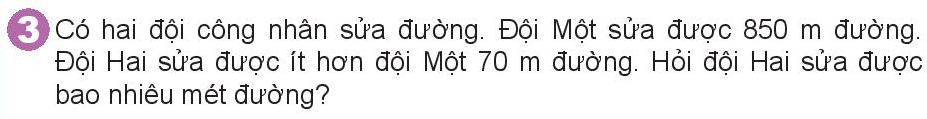 3 Có hai đội công nhân sửa đường. Đội Một sửa được 850 m đường.
Đội Hai sửa được ít hơn đội Một 70 m đường. Hỏi đội Hai sửa được
bao nhiêu mét đường?